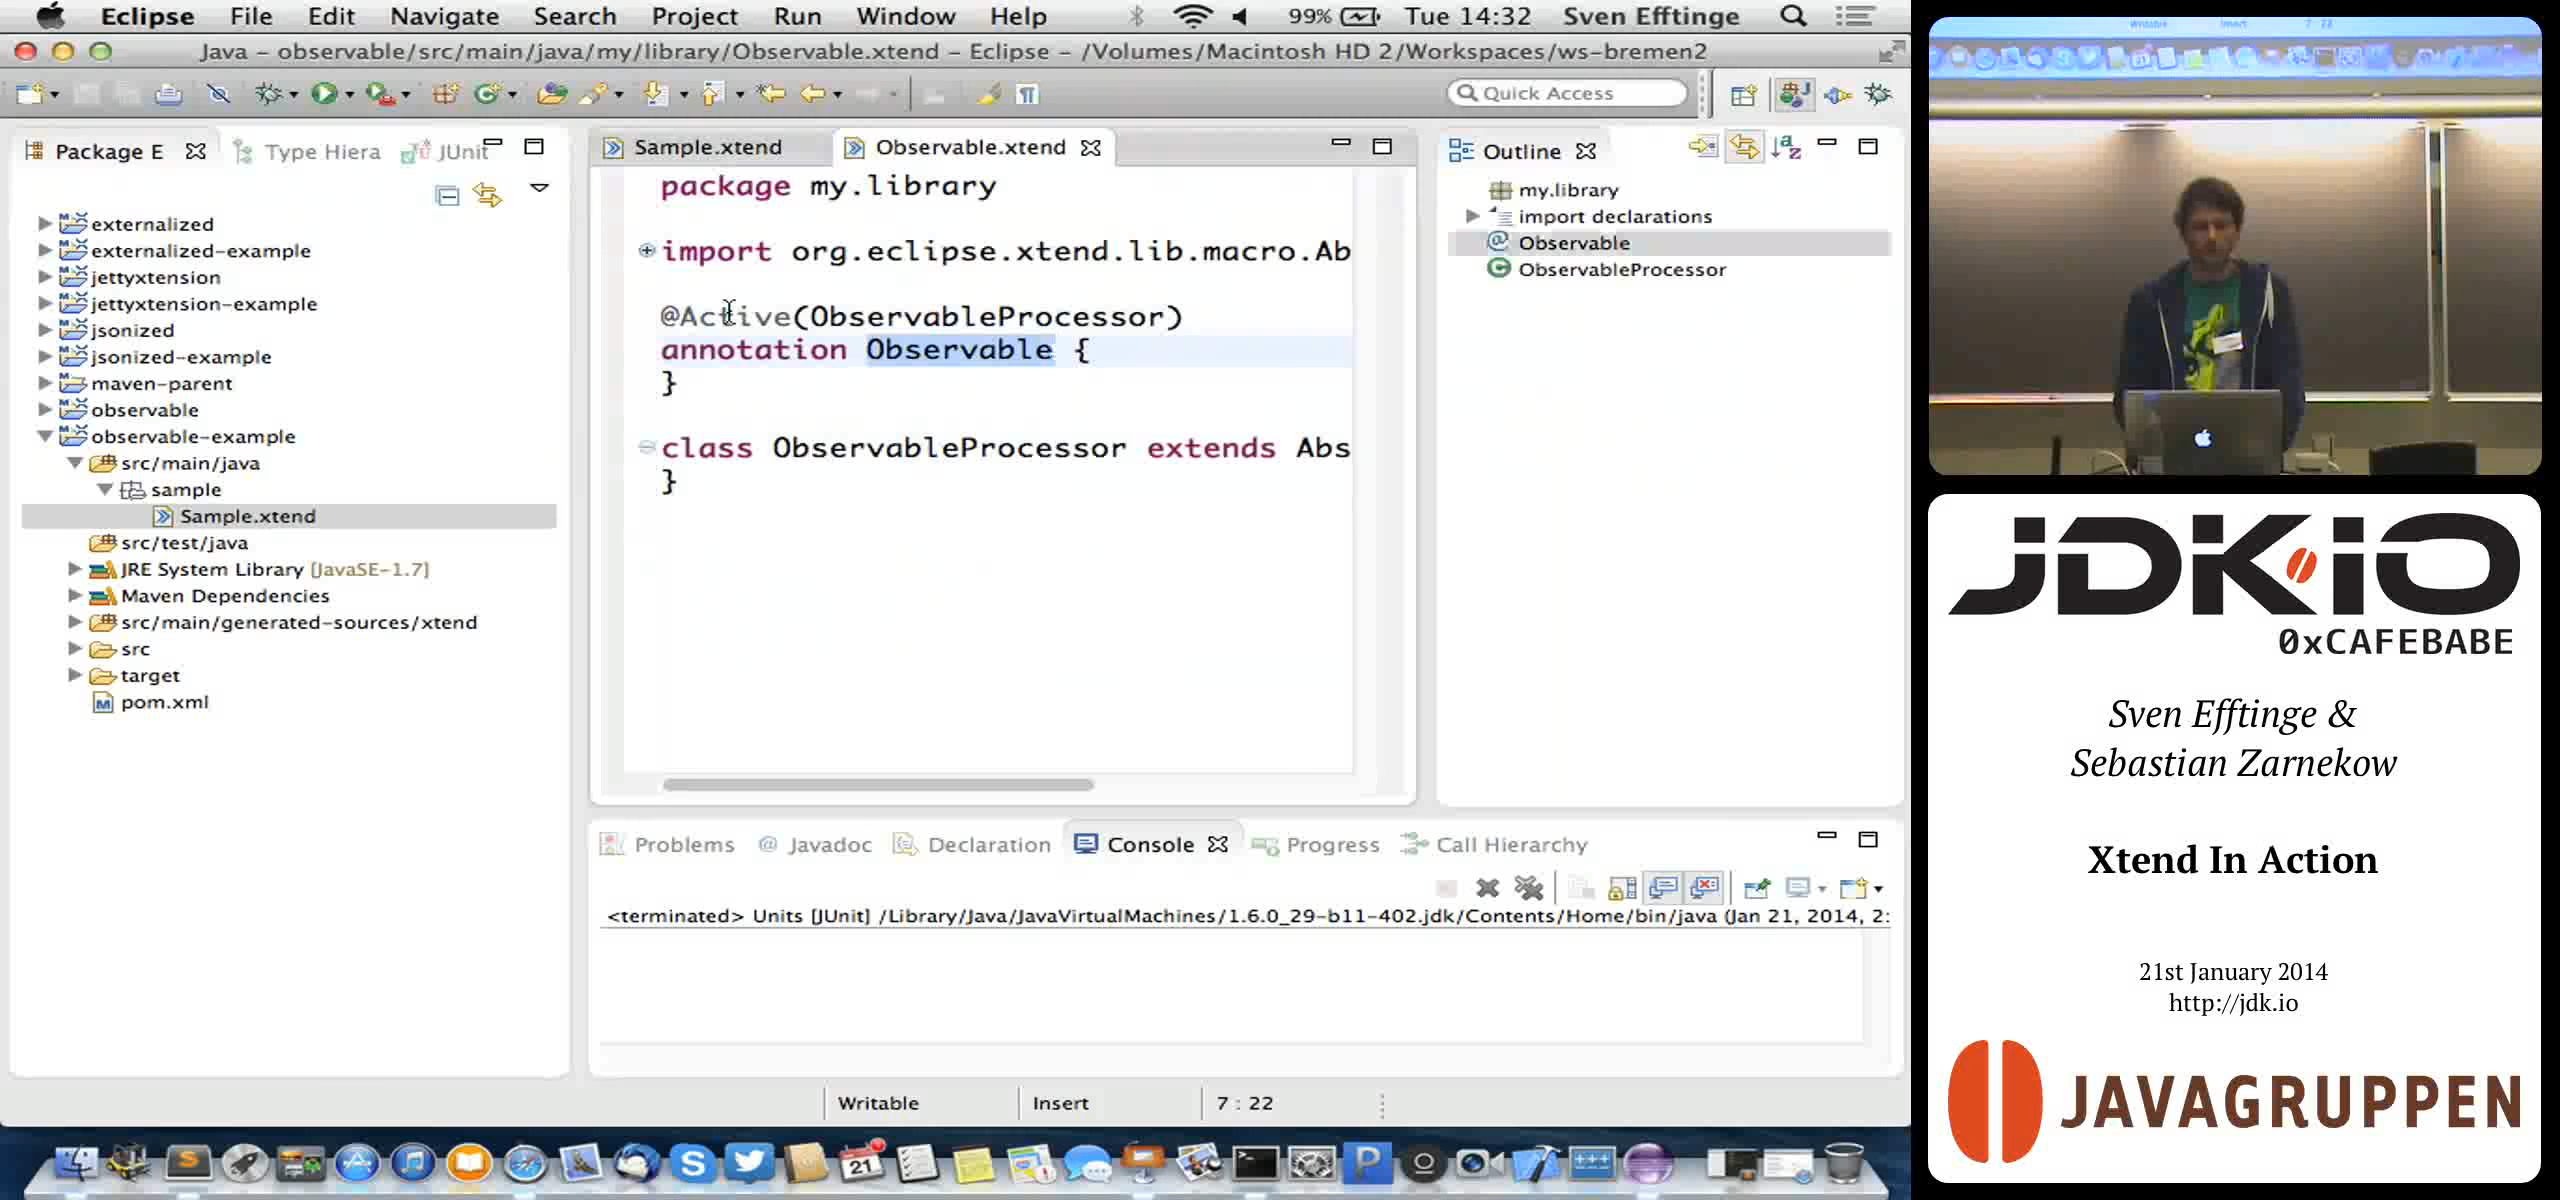 Eclipse File Edit Navigate Search Project Run Window Help 99% Tue 14:32 Sven Efftinge
Java – observable/src/main/java/my/library/Observable.xtend – Eclipse – /Volumes/Macintosh HD 2/Workspaces/ws-bremen2
Quick Access
Package E
Type Hiera
JUnit
externalized
externalized-example
jettyxtension
jettyxtension-example
jsonized
jsonized-example
maven-parent
observable
observable-example
src/main/java
sample
Sample.xtend
src/test/java
JRE System Library [JavaSE-1.7]
Maven Dependencies
src/main/generated-sources/xtend
src
target
pom.xml
Sample.xtend
Observable.xtend
package my.library
import org.eclipse.xtend.lib.macro.Ab
@Active(ObservableProcessor)
annotation Observable {
}
class ObservableProcessor extends Abs
}
Outline
my.library
import declarations
Observable
ObservableProcessor
Problems @ Javadoc Declaration Console Progress Call Hierarchy
<terminated> Units [JUnit] /Library/Java/JavaVirtualMachines/1.6.0_29-b11-402.jdk/Contents/Home/bin/java (Jan 21, 2014, 2:
Writable Insert 7 : 22
21
JDK.IO
0xCAFEBABE
Sven Efftinge &
Sebastian Zarnekow
Xtend In Action
21st January 2014
http://jdk.io
JAVAGRUPPEN